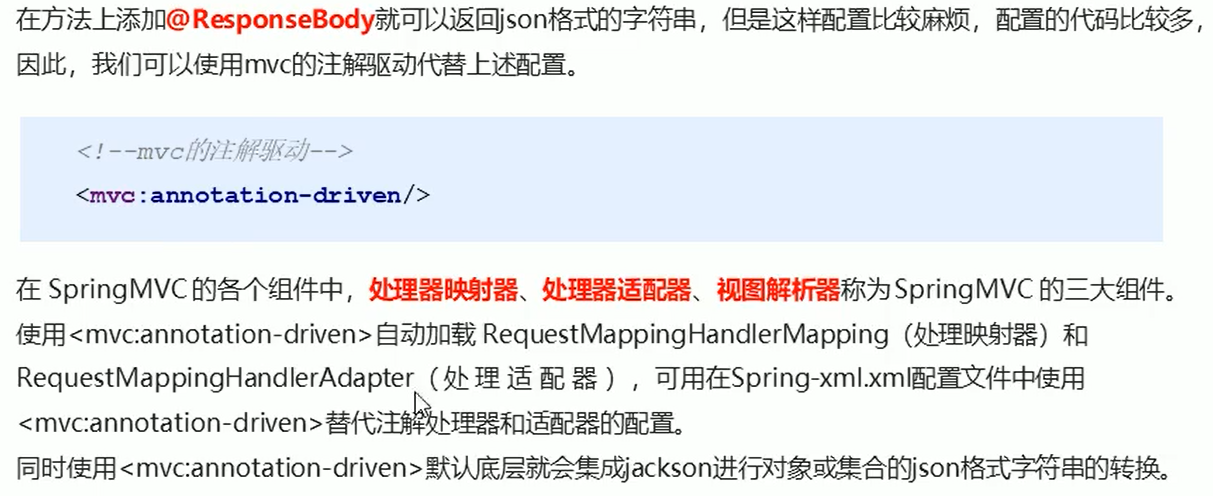 在方法上添加@ResponseBody就可以返回json格式的字符串，但是这样配置比较麻烦，配置的代码比较多，
因此，我们可以使用mvc的注解驱动代替上述配置。
<!--mvc的注解驱动-->
<mvc:annotation-driven/>
在 SpringMVC 的各个组件中，处理器映射器、处理器适配器、视图解析器称为SpringMVC 的三大组件。
使用<mvc:annotation-driven>自动加载 RequestMappingHandlerMapping（处理映射器）和
RequestMappingHandlerAdapter（ 处 理 适 配 器 ），可用在Spring-xml.xml配置文件中使用
<mvc:annotation-driven>替代注解处理器和适配器的配置。
同时使用<mvc:annotation-driven>默认底层就会集成jackson进行对象或集合的json格式字符串的转换。